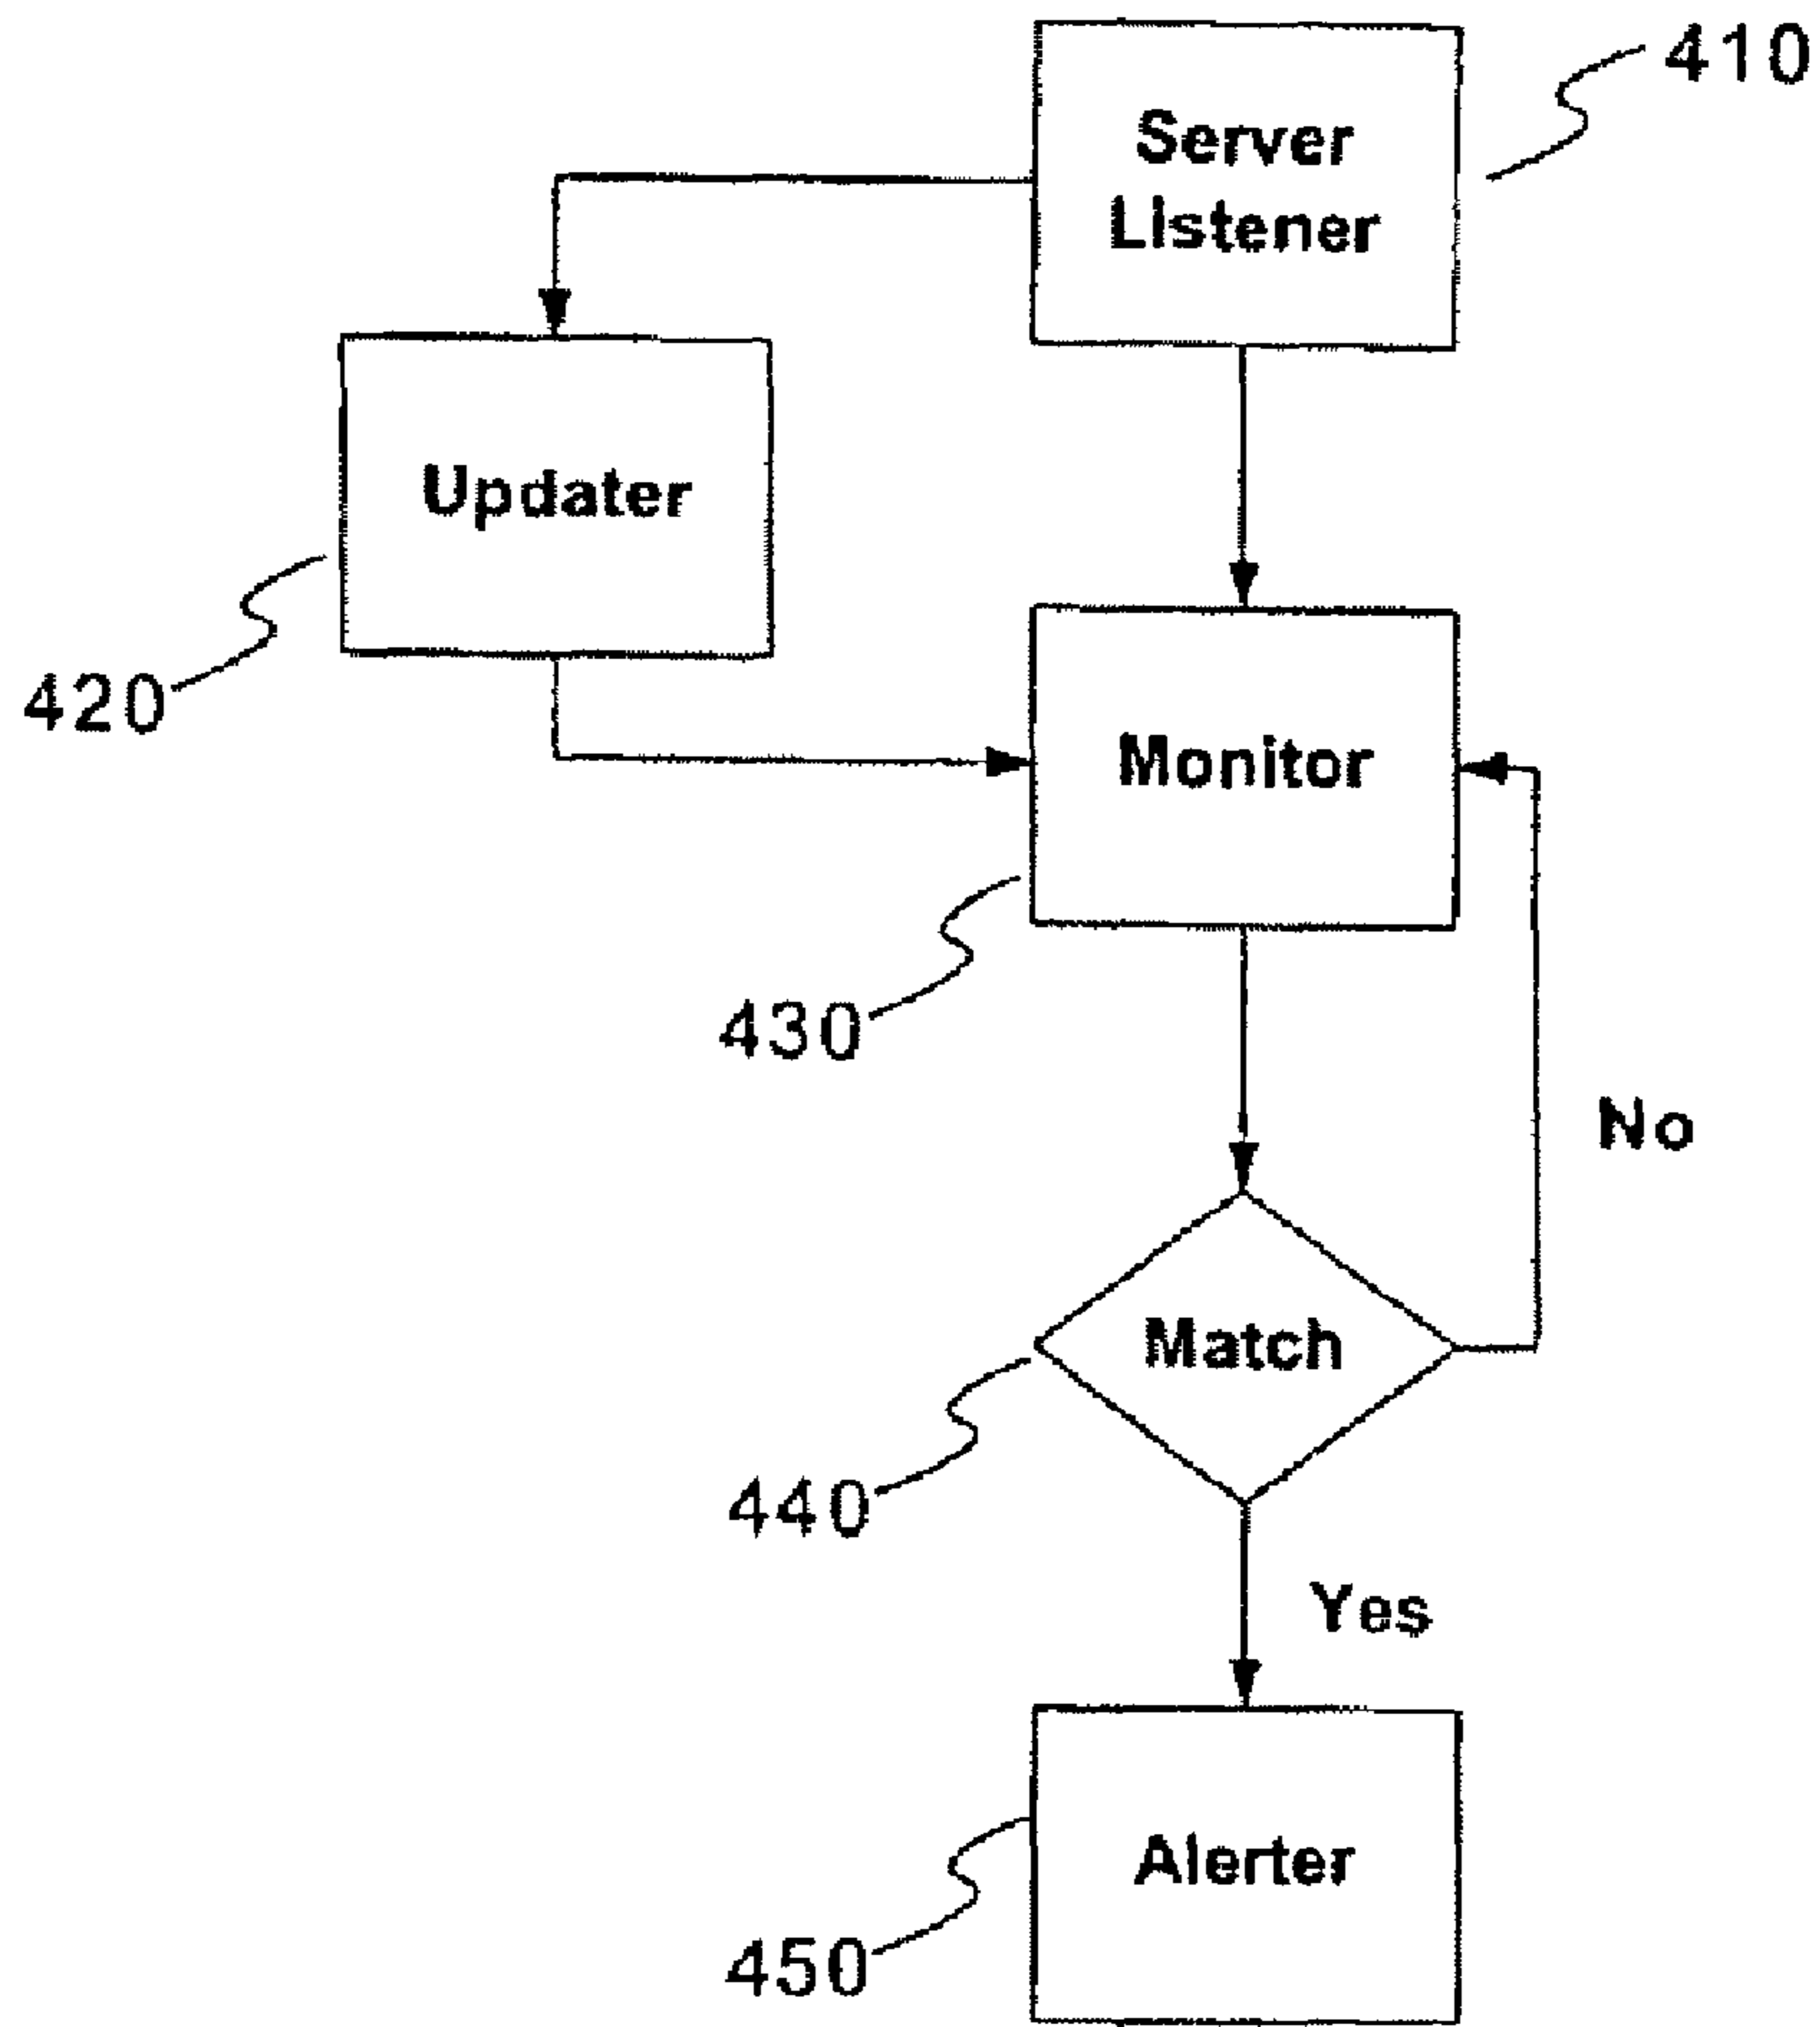 410
Server
Listener
Updater
420
Monitor
430
No
Match
440
Yes
Alerter
450